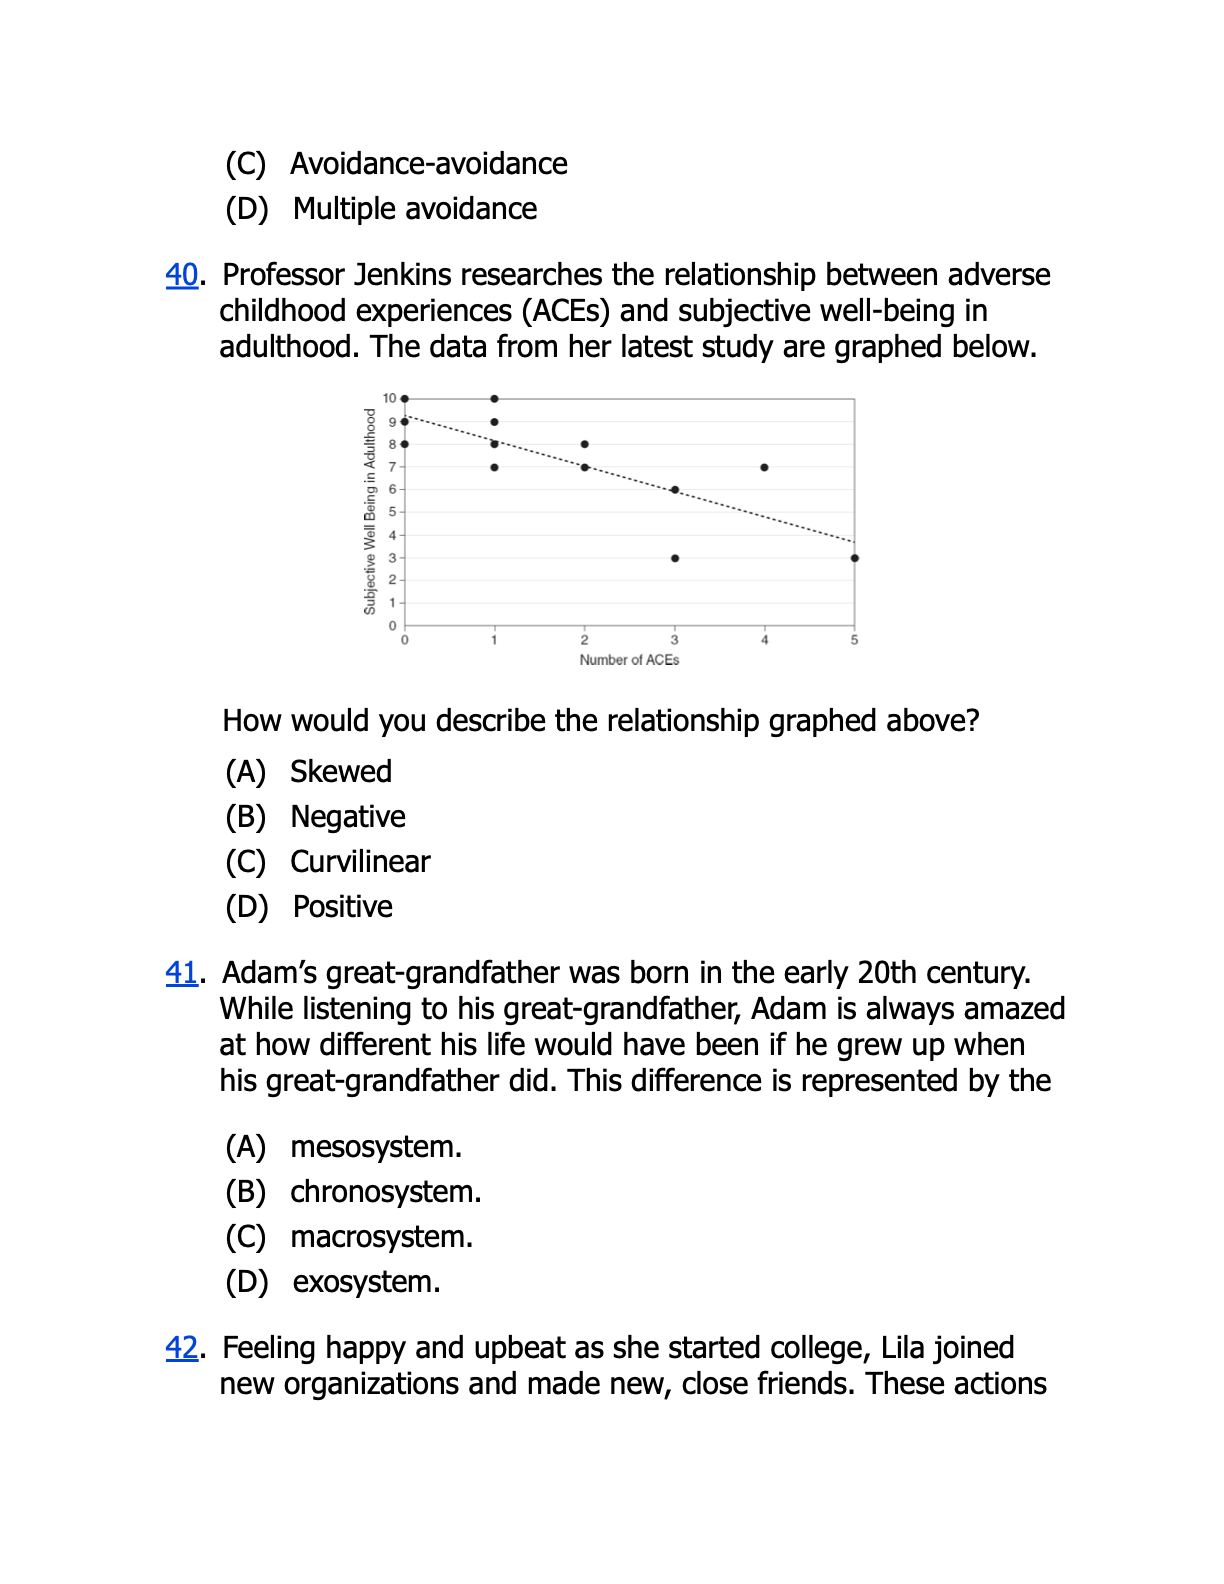 (C) Avoidance-avoidance
(D) Multiple avoidance
40. Professor Jenkins researches the relationship between adverse
childhood experiences (ACEs) and subjective well-being in
adulthood. The data from her latest study are graphed below.
Subjective Well Being in Adulthood
10
9
8
7
6
5
4
3
2
1
0
0 1 2 3 4 5
Number of ACEs
How would you describe the relationship graphed above?
(A) Skewed
(B) Negative
(C) Curvilinear
(D) Positive
41. Adam’s great-grandfather was born in the early 20th century.
While listening to his great-grandfather, Adam is always amazed
at how different his life would have been if he grew up when
his great-grandfather did. This difference is represented by the
(A) mesosystem.
(B) chronosystem.
(C) macrosystem.
(D) exosystem.
42. Feeling happy and upbeat as she started college, Lila joined
new organizations and made new, close friends. These actions